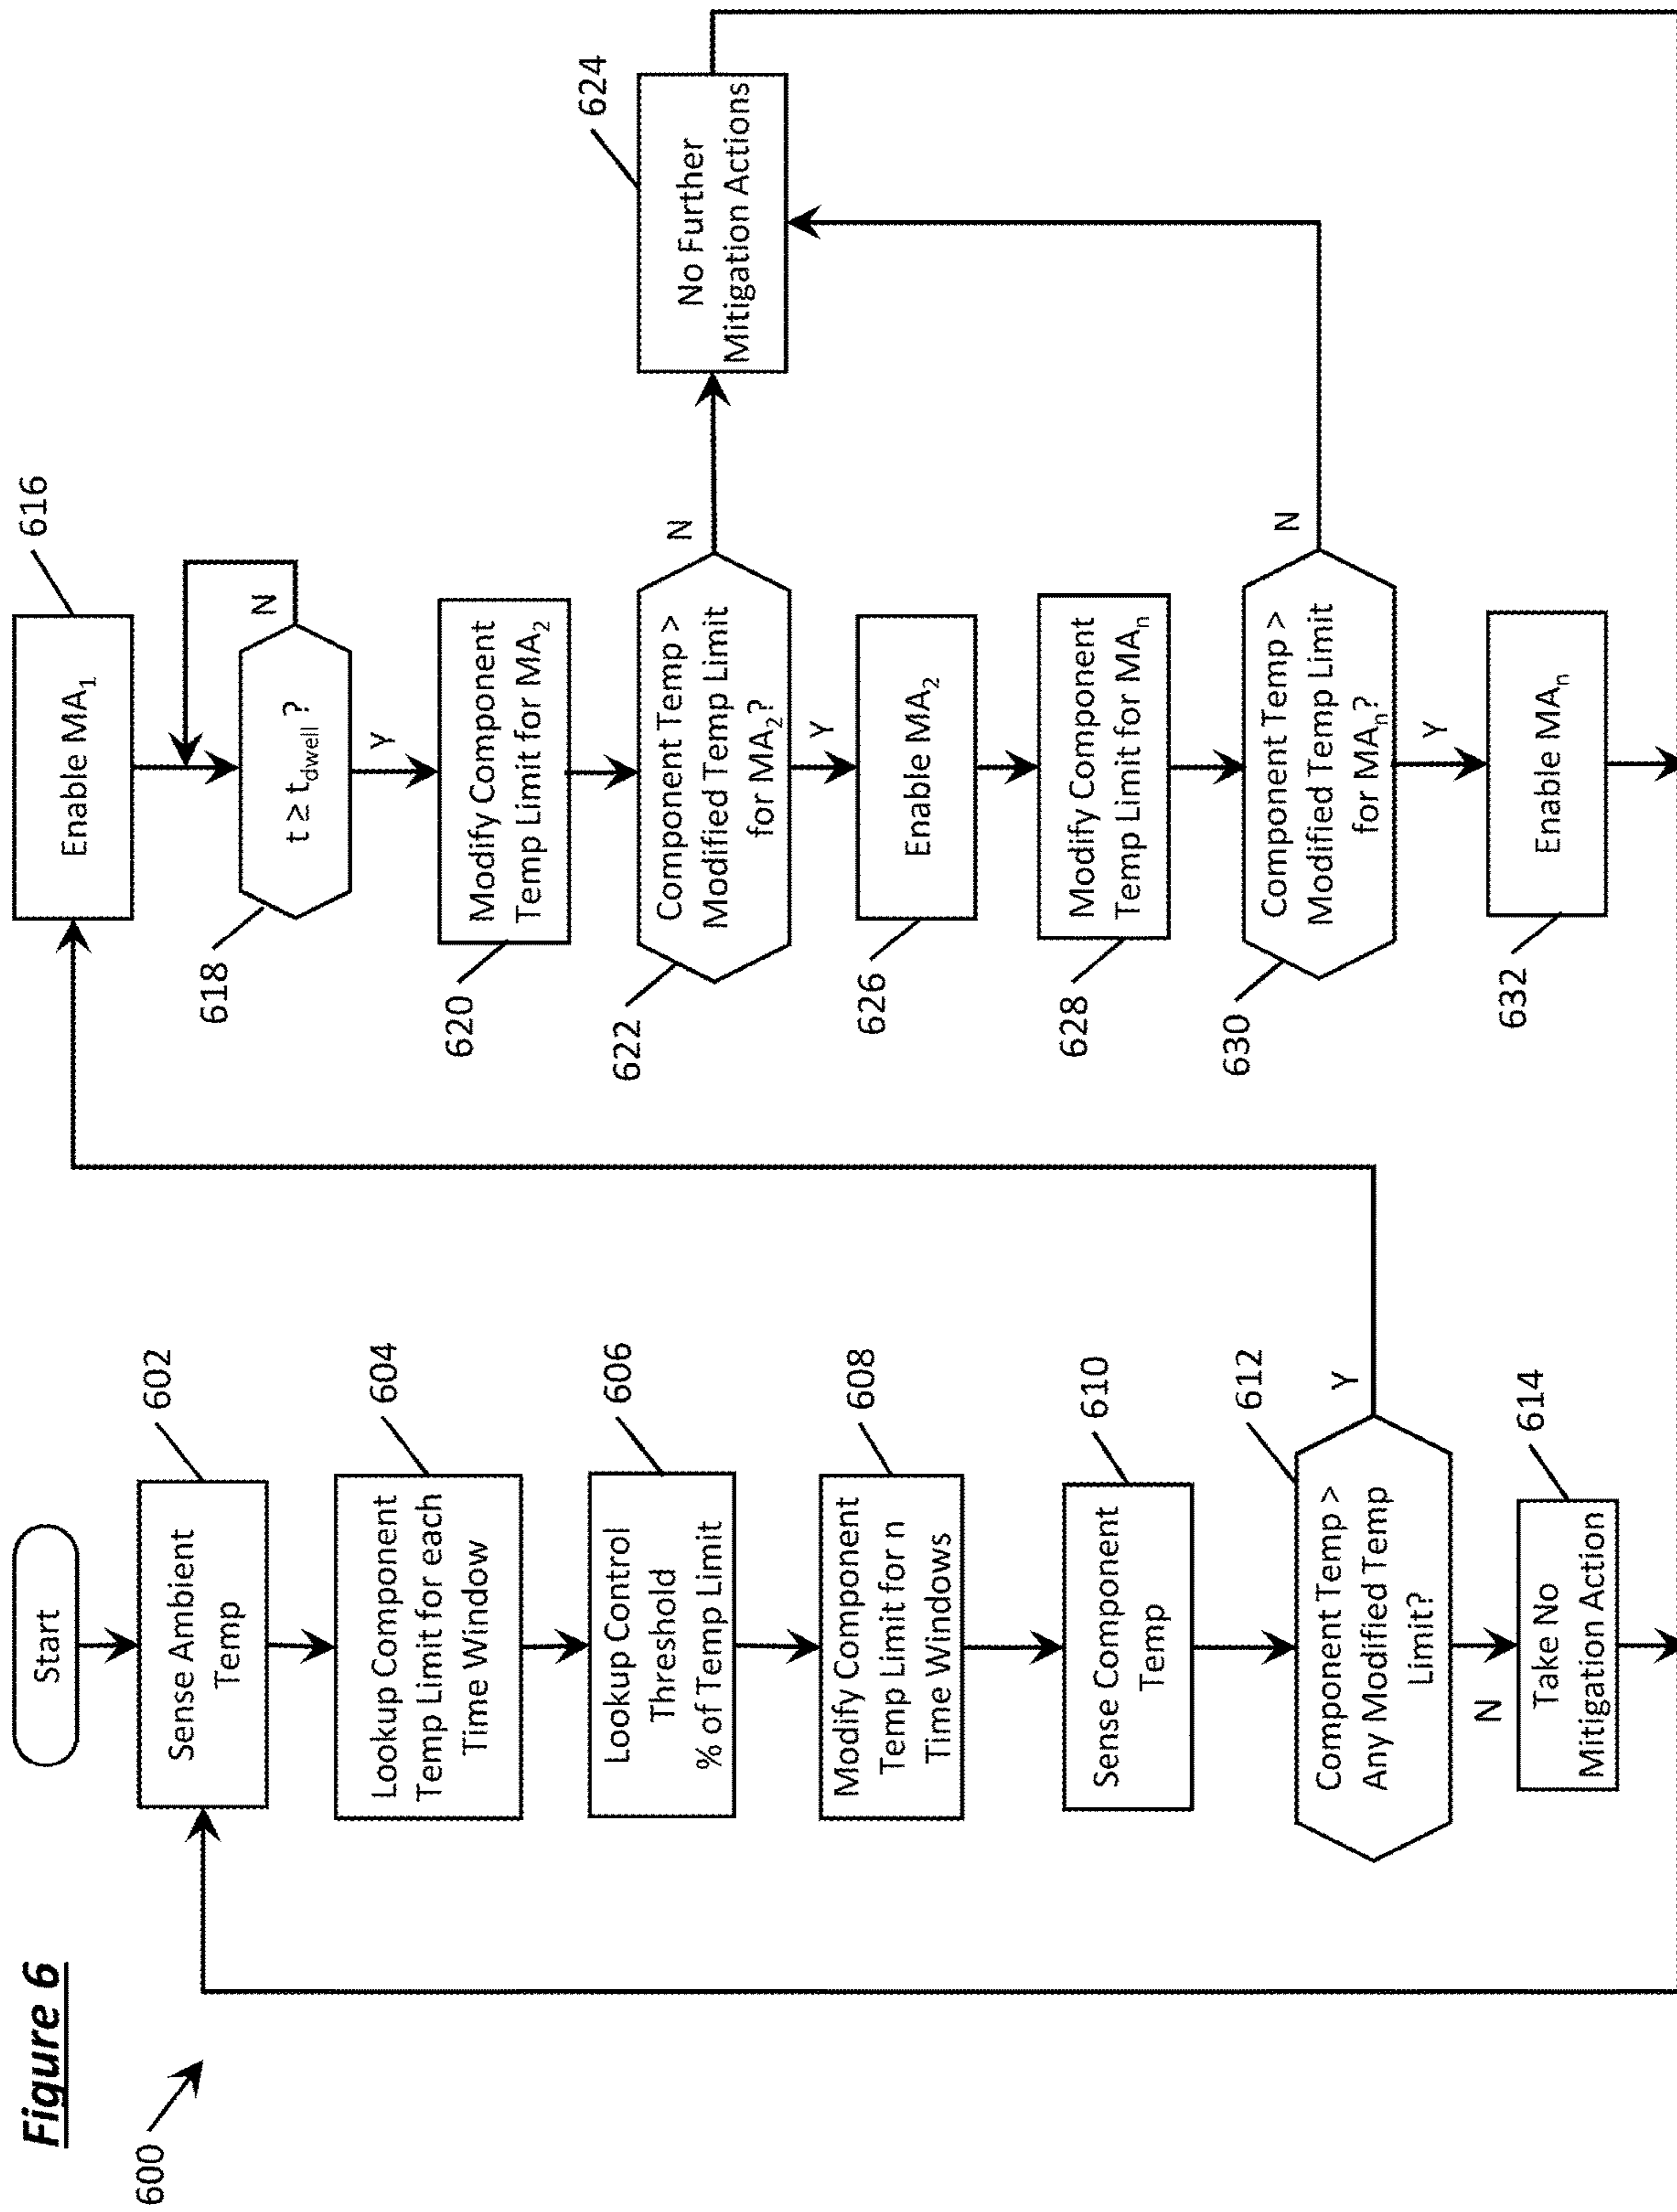 Figure 6
600
Start
Sense Ambient
Temp
602
Lookup Component
Temp Limit for each
Time Window
604
Lookup Control
Threshold
% of Temp Limit
606
Modify Component
Temp Limit for n
Time Windows
608
Sense Component
Temp
610
Component Temp >
Any Modified Temp
Limit?
612
Y
N
Take No
Mitigation Action
614
Enable MA₁
616
t ≥ t_dwell ?
N
618
Y
Modify Component
Temp Limit for MA₂
620
Component Temp >
Modified Temp Limit
for MA₂?
622
N
No Further
Mitigation Actions
624
Y
Enable MA₂
626
Modify Component
Temp Limit for MAₙ
628
Component Temp >
Modified Temp Limit
for MAₙ?
630
N
Y
Enable MAₙ
632